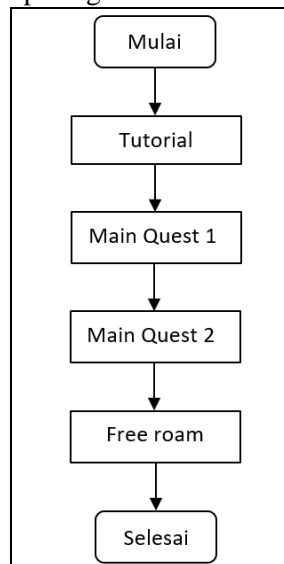 Mulai
Tutorial
Main Quest 1
Main Quest 2
Free roam
Selesai